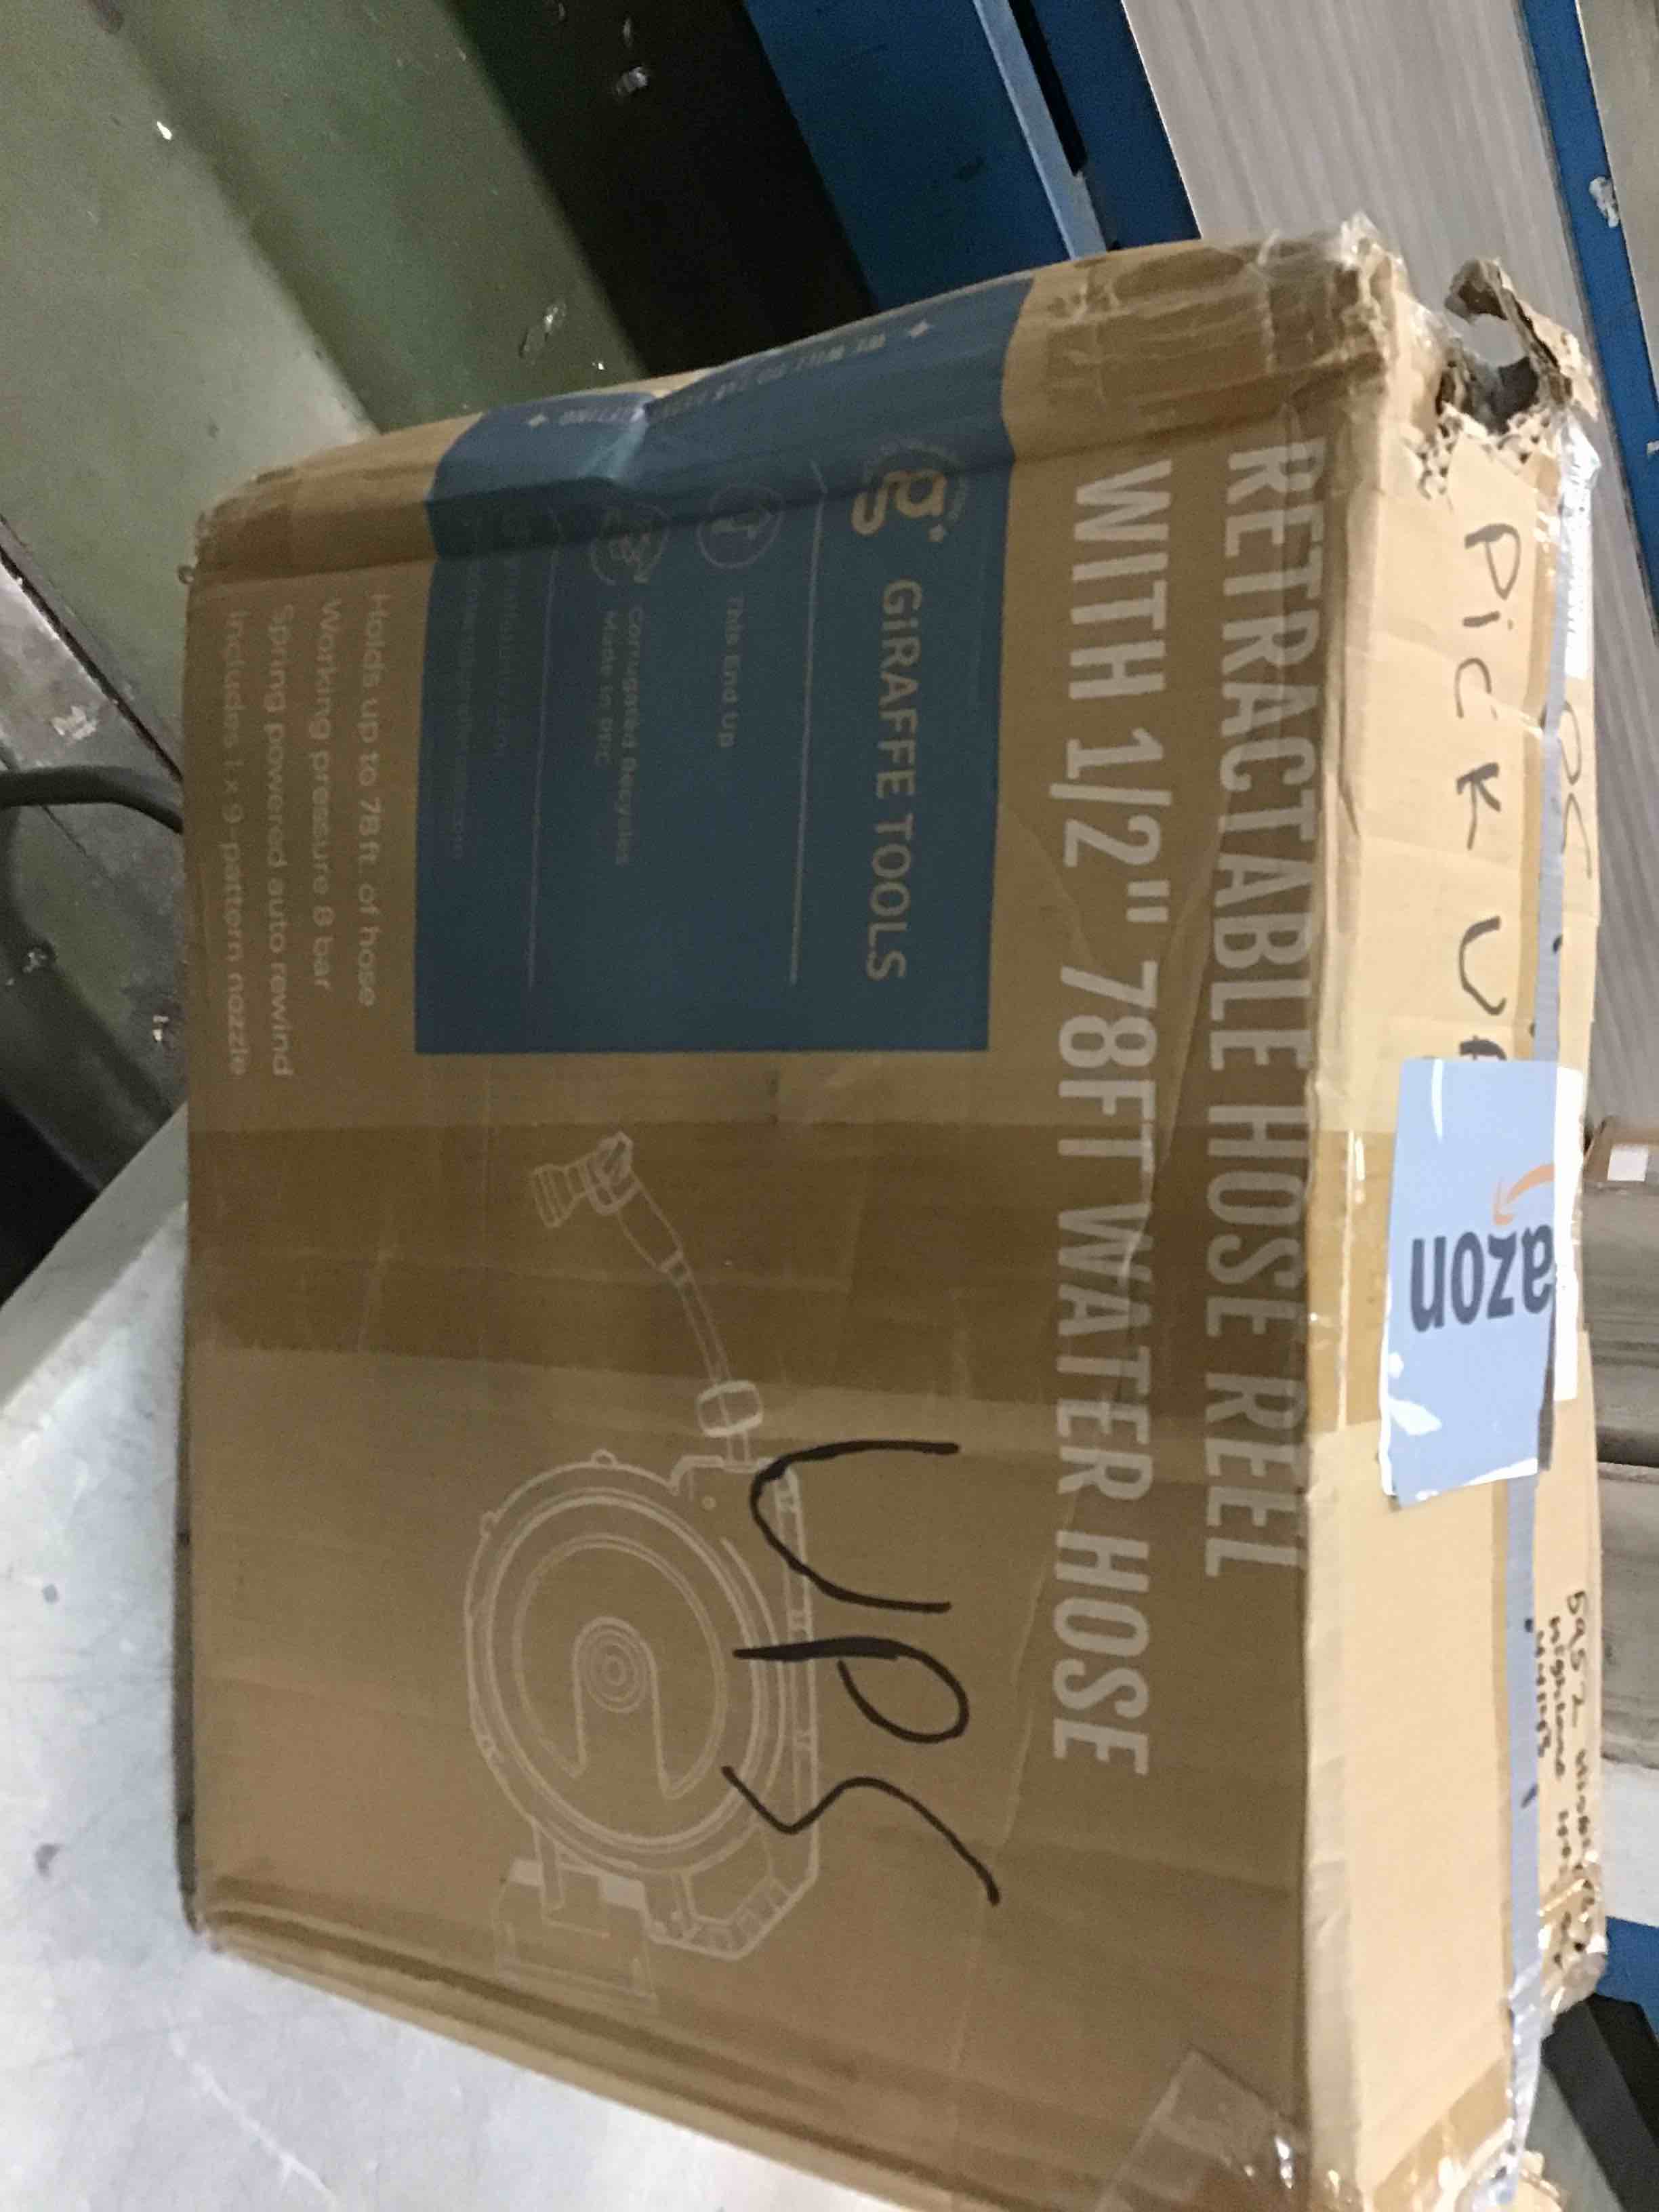 RETRACTABLE HOSE REEL
WITH 1/2" 78FT WATER HOSE
GIRAFFE TOOLS
This End Up
Corrugated Recycles
Made in PRC
Holds up to 78ft. of hose
Working pressure 8 bar
Spring powered auto rewind
Includes 1 x 9-pattern nozzle
UPS
PiCK UP
azon